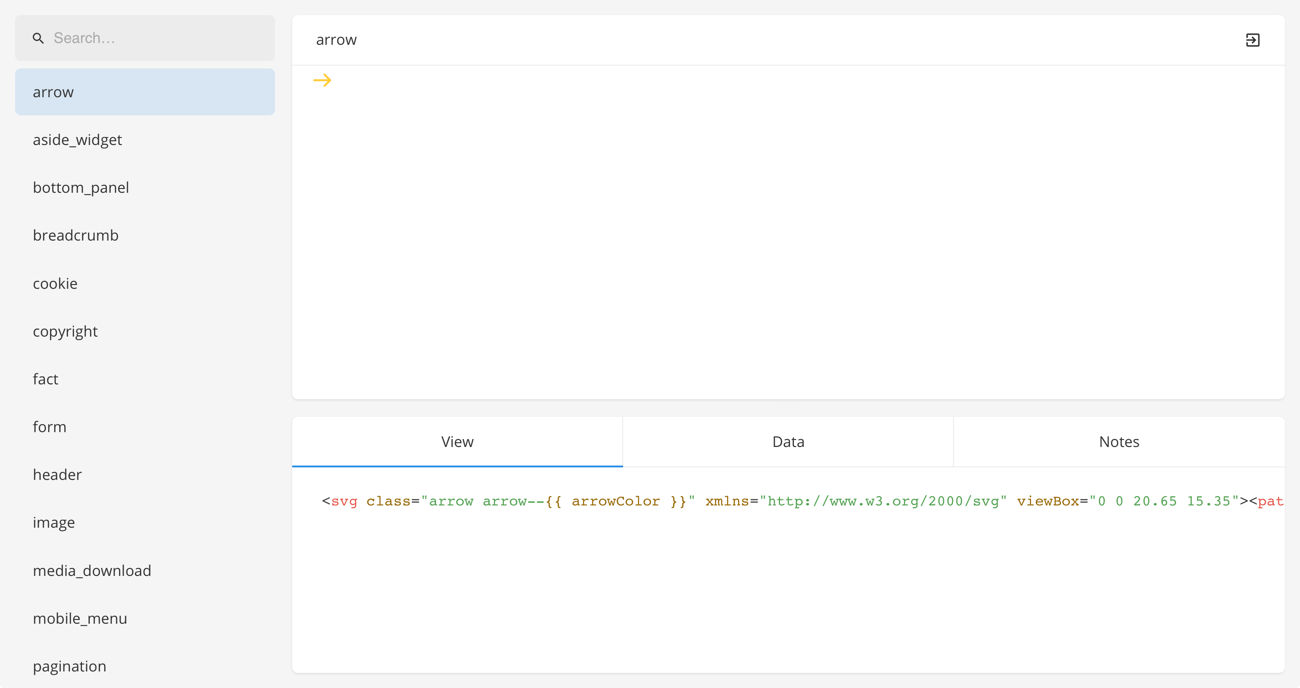 Search…
arrow
aside_widget
bottom_panel
breadcrumb
cookie
copyright
fact
form
header
image
media_download
mobile_menu
pagination
arrow
View
Data
Notes
<svg class="arrow arrow--{{ arrowColor }}" xmlns="http://www.w3.org/2000/svg" viewBox="0 0 20.65 15.35"><pat